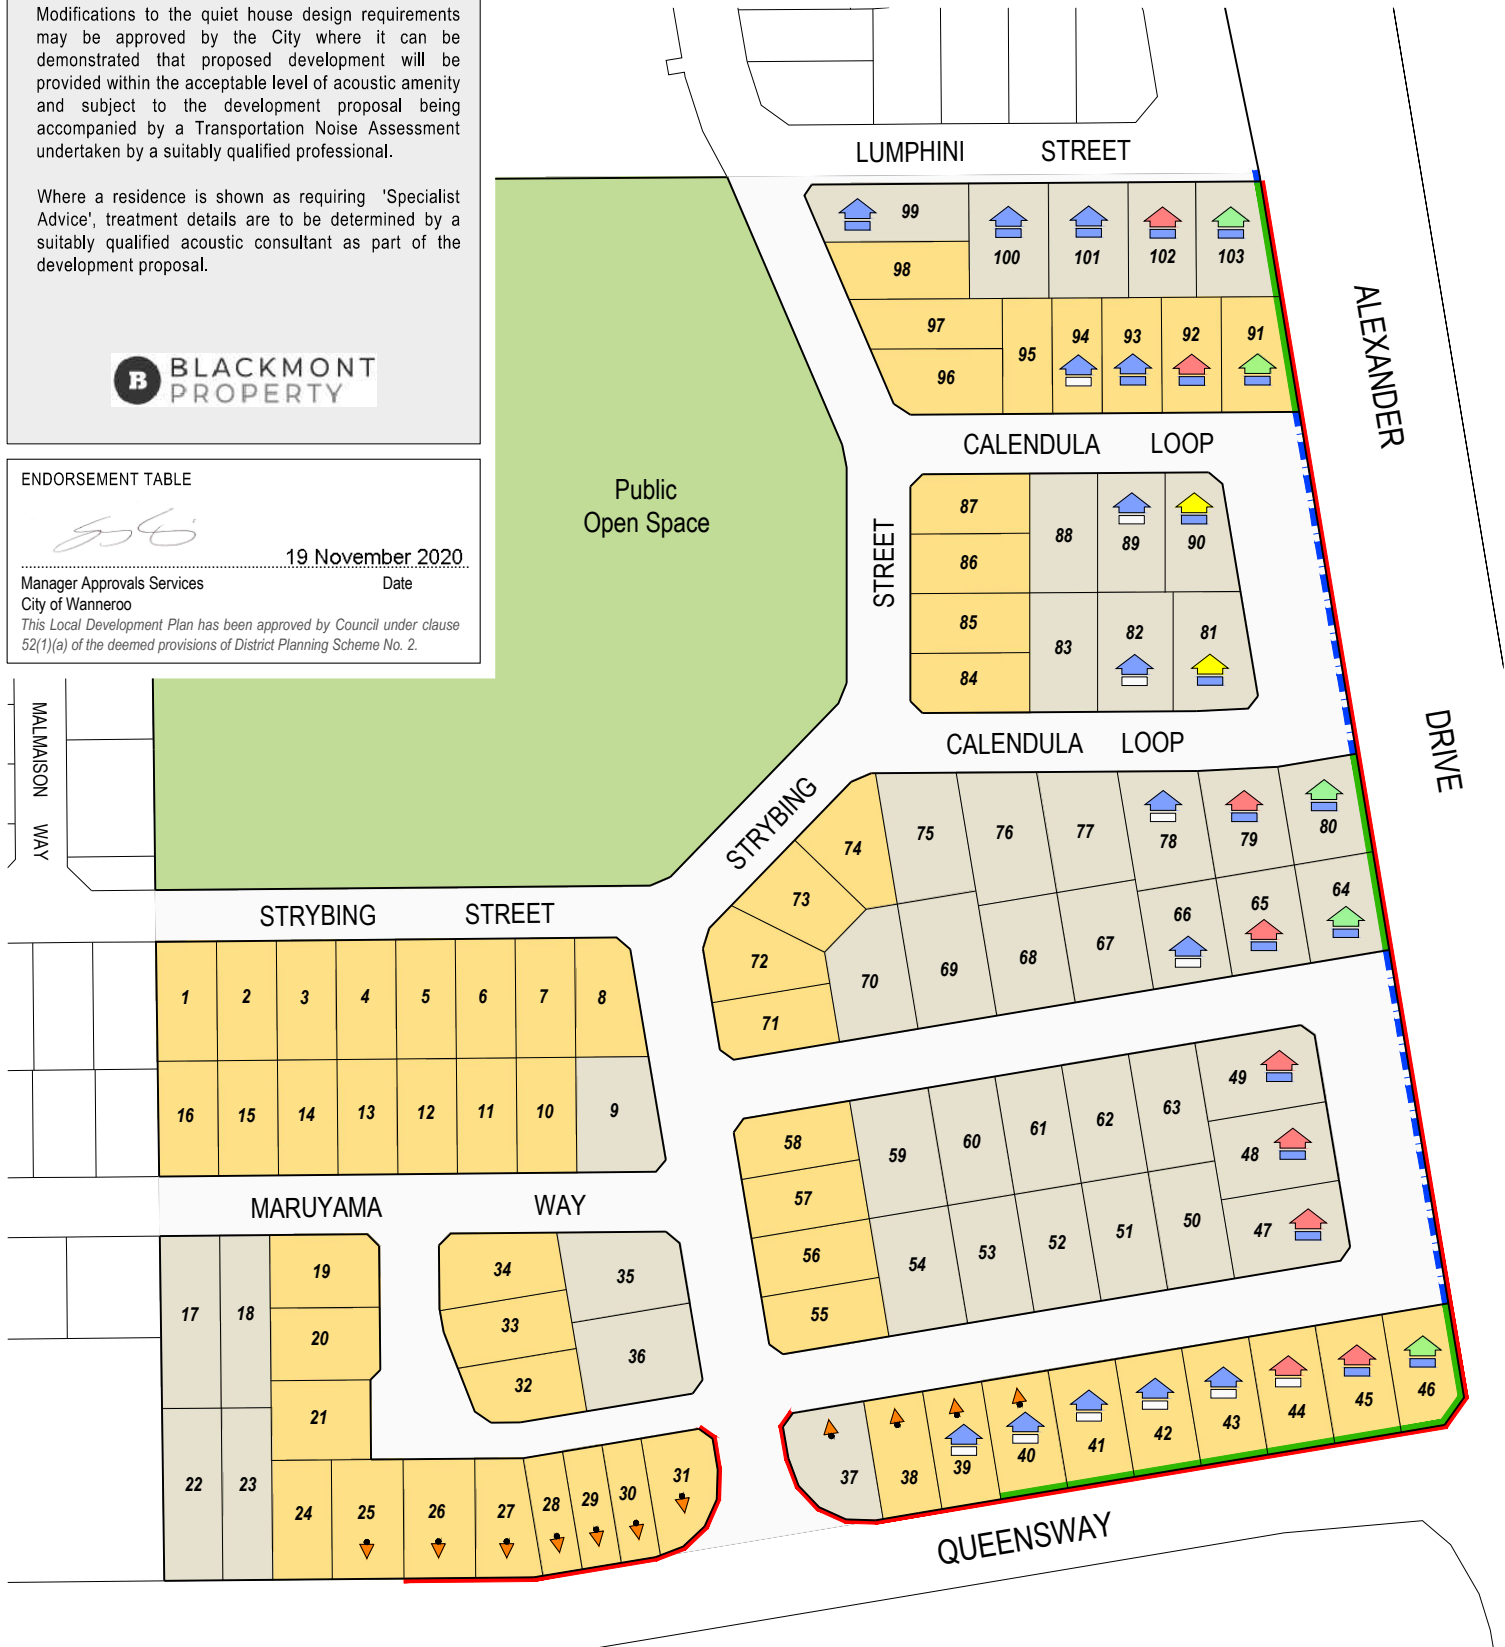 Modifications to the quiet house design requirements
may be approved by the City where it can be
demonstrated that proposed development will be
provided within the acceptable level of acoustic amenity
and subject to the development proposal being
accompanied by a Transportation Noise Assessment
undertaken by a suitably qualified professional.
Where a residence is shown as requiring 'Specialist
Advice', treatment details are to be determined by a
suitably qualified acoustic consultant as part of the
development proposal.
B BLACKMONT
PROPERTY
ENDORSEMENT TABLE
19 November 2020
Manager Approvals Services Date
City of Wanneroo
This Local Development Plan has been approved by Council under clause
52(1)(a) of the deemed provisions of District Planning Scheme No. 2.
LUMPHINI STREET
99
100 101 102 103
98
97
96
95
94 93 92 91
ALEXANDER
DRIVE
CALENDULA LOOP
Public
Open Space
STREET
87
86
85
84
88
89
90
83
82
81
CALENDULA LOOP
MALMAISON WAY
STRYBING
74
75
76
77
78
79
80
73
72
71
70
69
68
67
66
65
64
STRYBING STREET
1 2 3 4 5 6 7 8
16 15 14 13 12 11 10 9
58
57
56
55
59
60
61
62
63
49
48
47
54
53
52
51
50
MARUYAMA WAY
17
18
19
20
21
22
23
24
25
26
27
28
29
30
31
34
33
32
35
36
37
38
39
40
41
42
43
44
45
46
QUEENSWAY